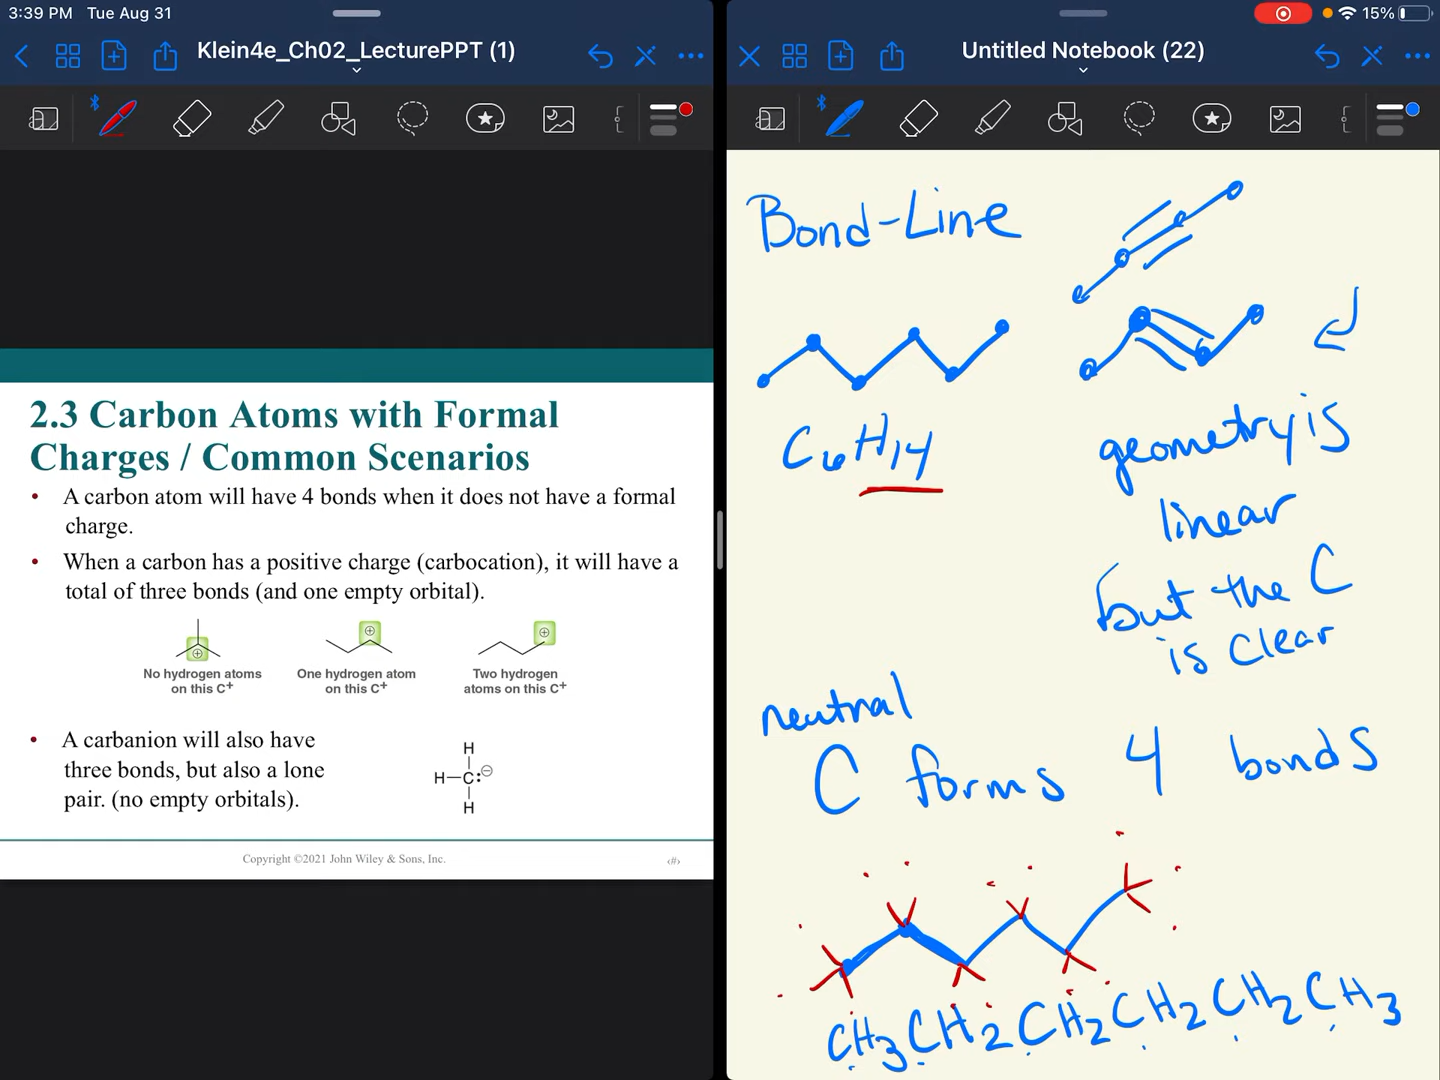 3:39 PM Tue Aug 31
15%
Klein4e_Ch02_LecturePPT (1)
Untitled Notebook (22)
2.3 Carbon Atoms with Formal
Charges / Common Scenarios
• A carbon atom will have 4 bonds when it does not have a formal
charge.
• When a carbon has a positive charge (carbocation), it will have a
total of three bonds (and one empty orbital).
No hydrogen atoms
on this C+
One hydrogen atom
on this C+
Two hydrogen
atoms on this C+
• A carbanion will also have
three bonds, but also a lone
pair. (no empty orbitals).
H
H—C:⊖
H
Copyright ©2021 John Wiley & Sons, Inc.
‹#›
Bond-Line
C6H14
geometry is
linear
but the C
is clear
neutral
C forms 4 bonds
CH3CH2CH2CH2CH2CH3